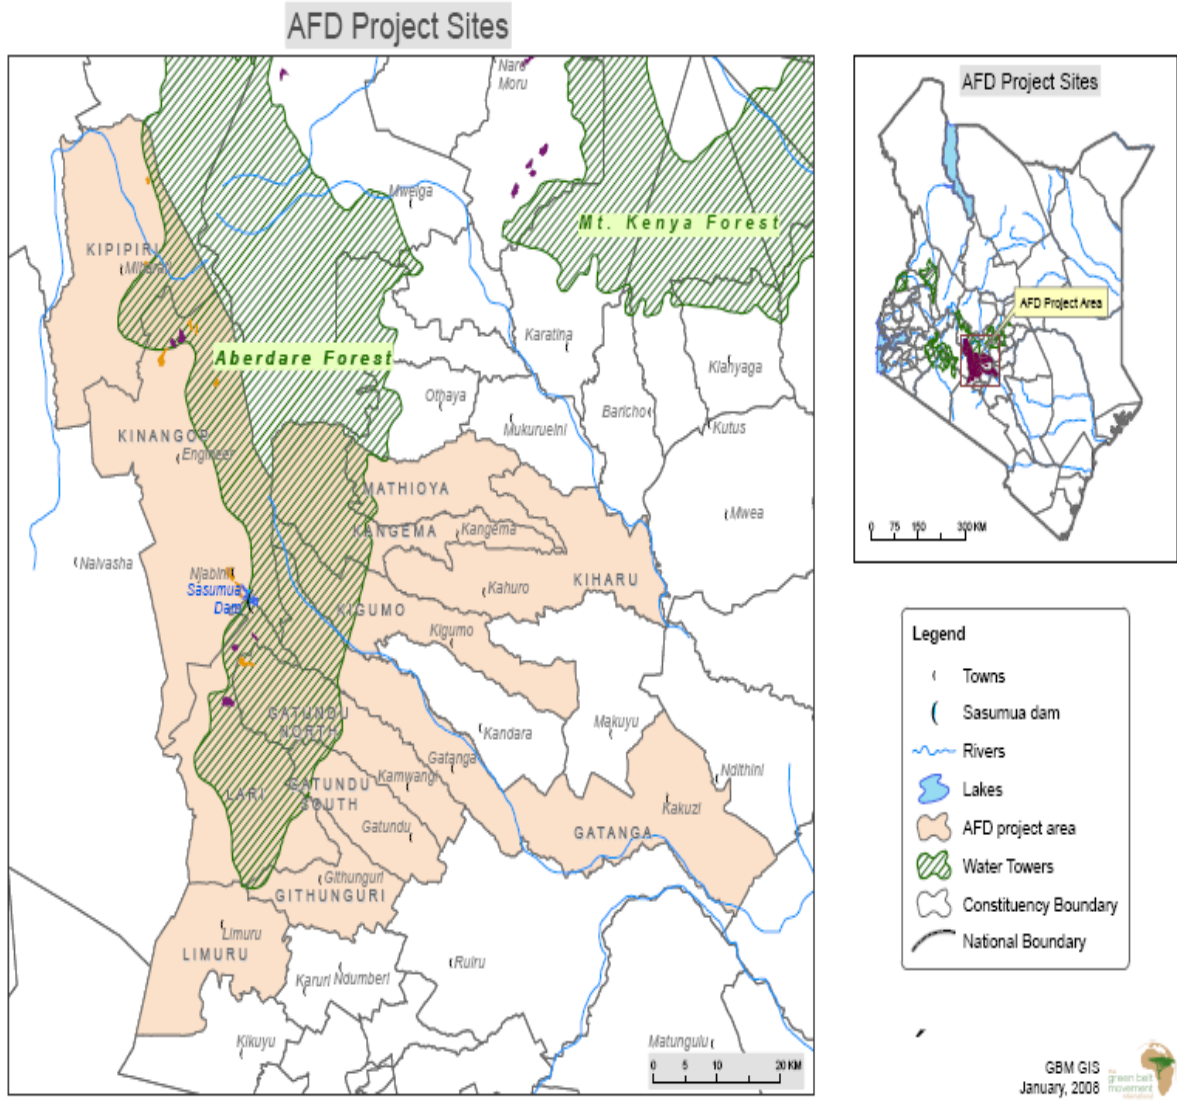 AFD Project Sites
Naro
Moru
Mweiga
Mt. Kenya Forest
KIPIPIRI
Karatina
Aberdare Forest
Kianyaga
Othaya
Baricho
Mukurueini
Kutus
KINANGOP
Engineer
MATHIOYA
KANGEMA
Kangema
Mwea
Naivasha
Njabini
Sasumua
Dam
Kahuro
KIHARU
KIGUMO
Kigumo
GATUNDU
NORTH
Makuyu
Kandara
Gatanga
Kamwangi
Ndithini
LARI
GATUNDU
SOUTH
Kakuzi
Gatundu
GATANGA
Githunguri
GITHUNGURI
Limuru
LIMURU
Ruiru
Karuri
Ndumberi
Kikuyu
Matungulu
0 5 10 20 KM
AFD Project Sites
AFD Project Area
0 75 150 300 KM
Legend
Towns
Sasumua dam
Rivers
Lakes
AFD project area
Water Towers
Constituency Boundary
National Boundary
GBM GIS
January, 2008
the
green belt
movement
international